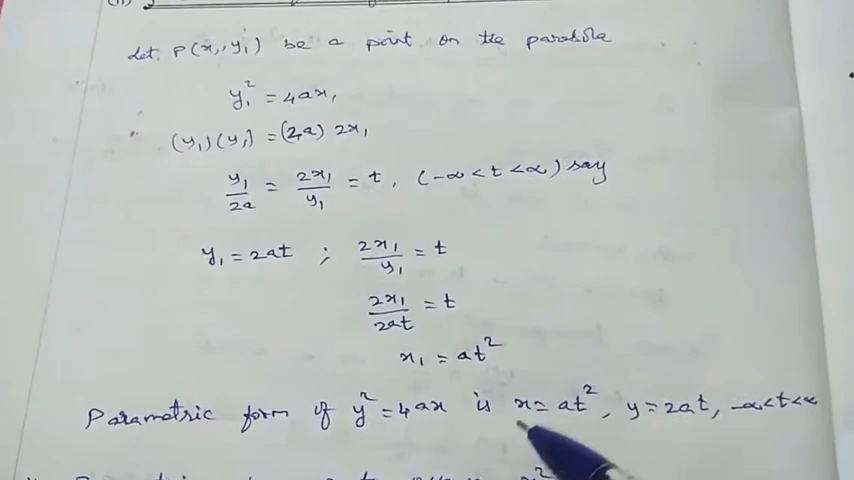 (ii)
Let P(x₁, y₁) be a point on the parabola
y₁² = 4ax₁
(y₁)(y₁) = (2a) 2x₁
y₁/2a = 2x₁/y₁ = t, (-∞ < t < ∞) say
y₁ = 2at ; 2x₁/y₁ = t
2x₁/2at = t
x₁ = at²
Parametric form of y² = 4ax is x = at², y = 2at, -∞<t<∞